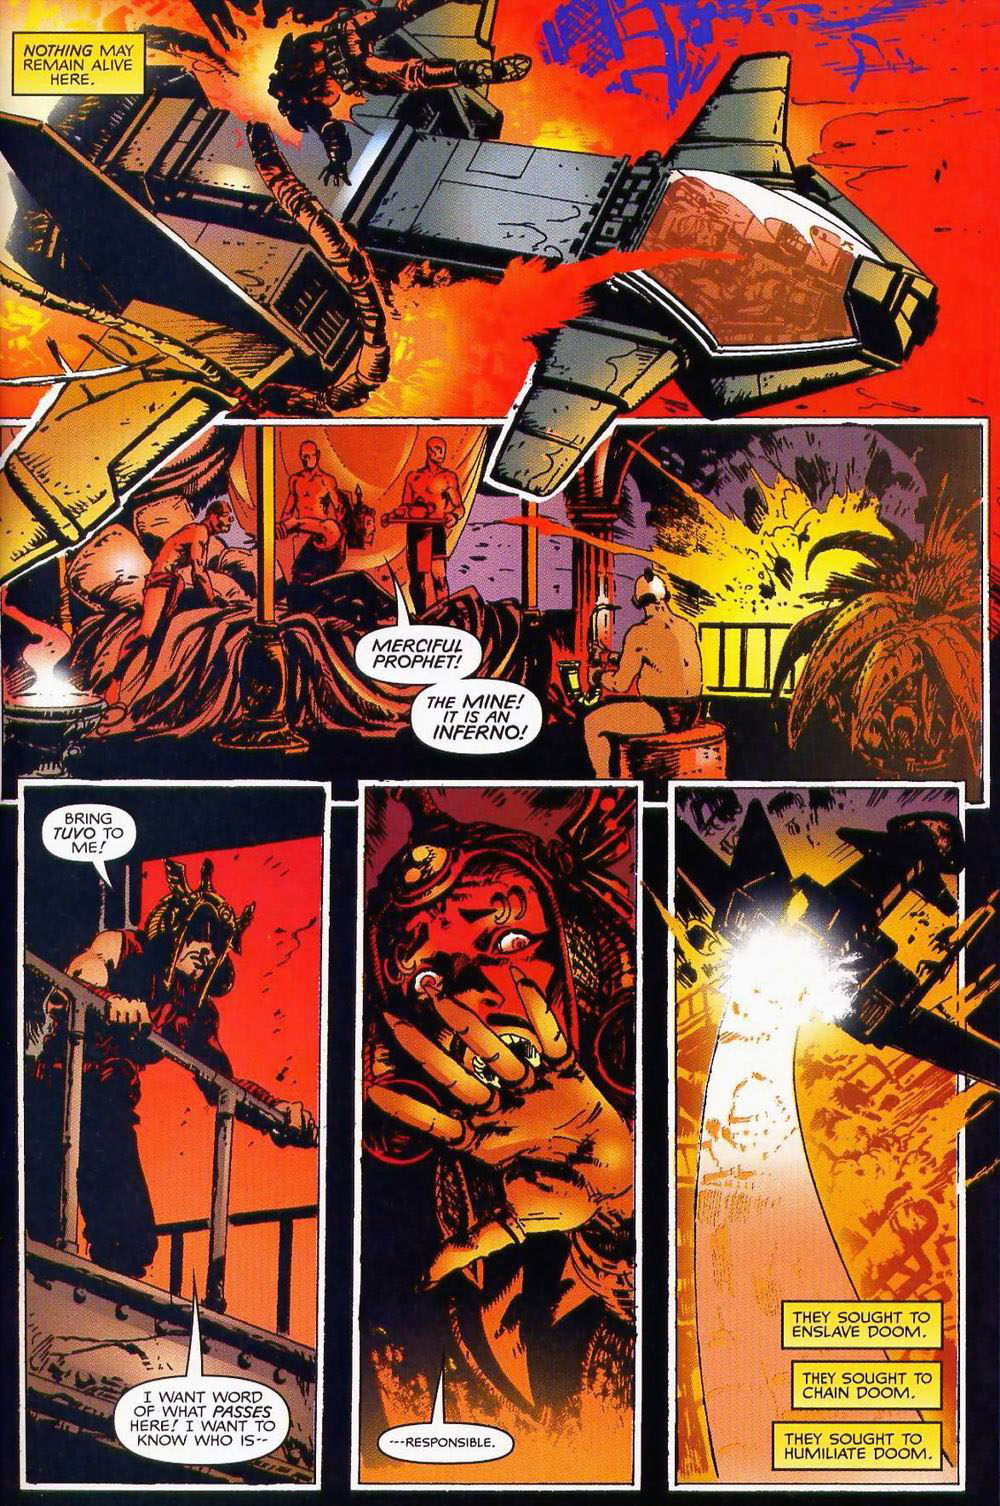 NOTHING MAY
REMAIN ALIVE
HERE.
MERCIFUL
PROPHET!
THE MINE!
IT IS AN
INFERNO!
BRING
TUVO TO
ME!
I WANT WORD
OF WHAT PASSES
HERE! I WANT TO
KNOW WHO IS--
---RESPONSIBLE.
THEY SOUGHT TO
ENSLAVE DOOM.
THEY SOUGHT TO
CHAIN DOOM.
THEY SOUGHT TO
HUMILIATE DOOM.